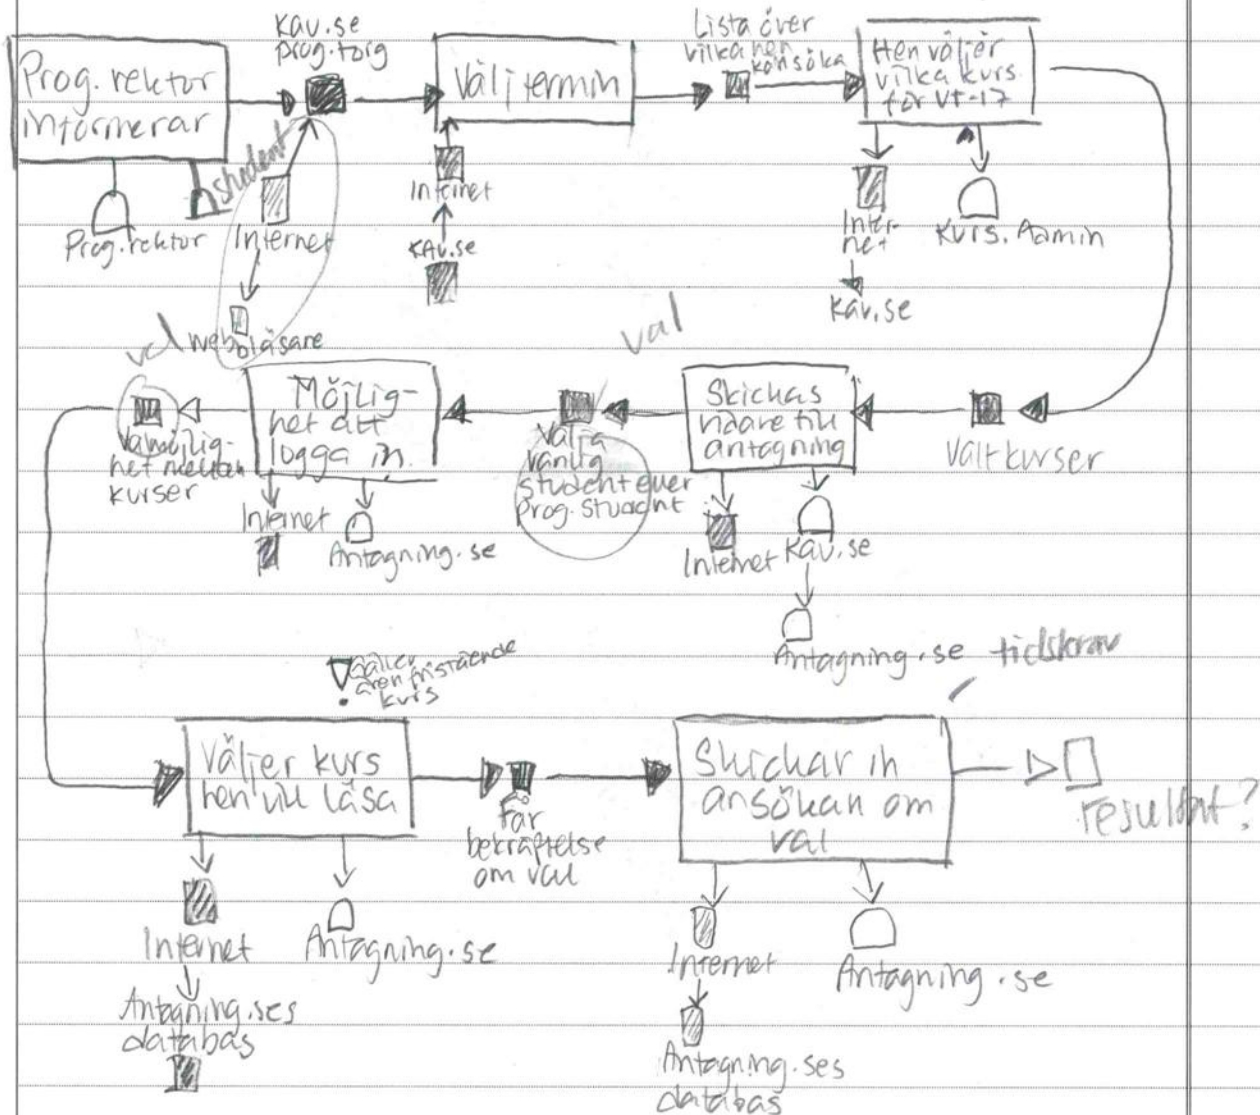 Kau.se
prog.torg
Lista över
vilka hen
kan söka
Prog. rektor
informerar
Välj termin
Hen väljer
vilka kurs
för VT-17
student
Prog.rektor
Internet
webbläsare
Internet
KAU.se
Inter-
net
Kau.se
Kurs. Admin
val
val
Möjlig-
het att
logga in.
Välja
vanlig
student eller
prog. student
Skickas
vidare till
antagning
Valt kurser
Valmöjlig-
het mellan
kurser
Internet
Antagning.se
Internet
Kau.se
Antagning.se
tidskrav
Gäller
även fristående
kurs
Väljer kurs
hen vill läsa
Får
bekräftelse
om val
Skickar in
ansökan om
val
resultat?
Internet
Antagning.se
Antagning.ses
databas
Internet
Antagning.se
Antagning.ses
databas